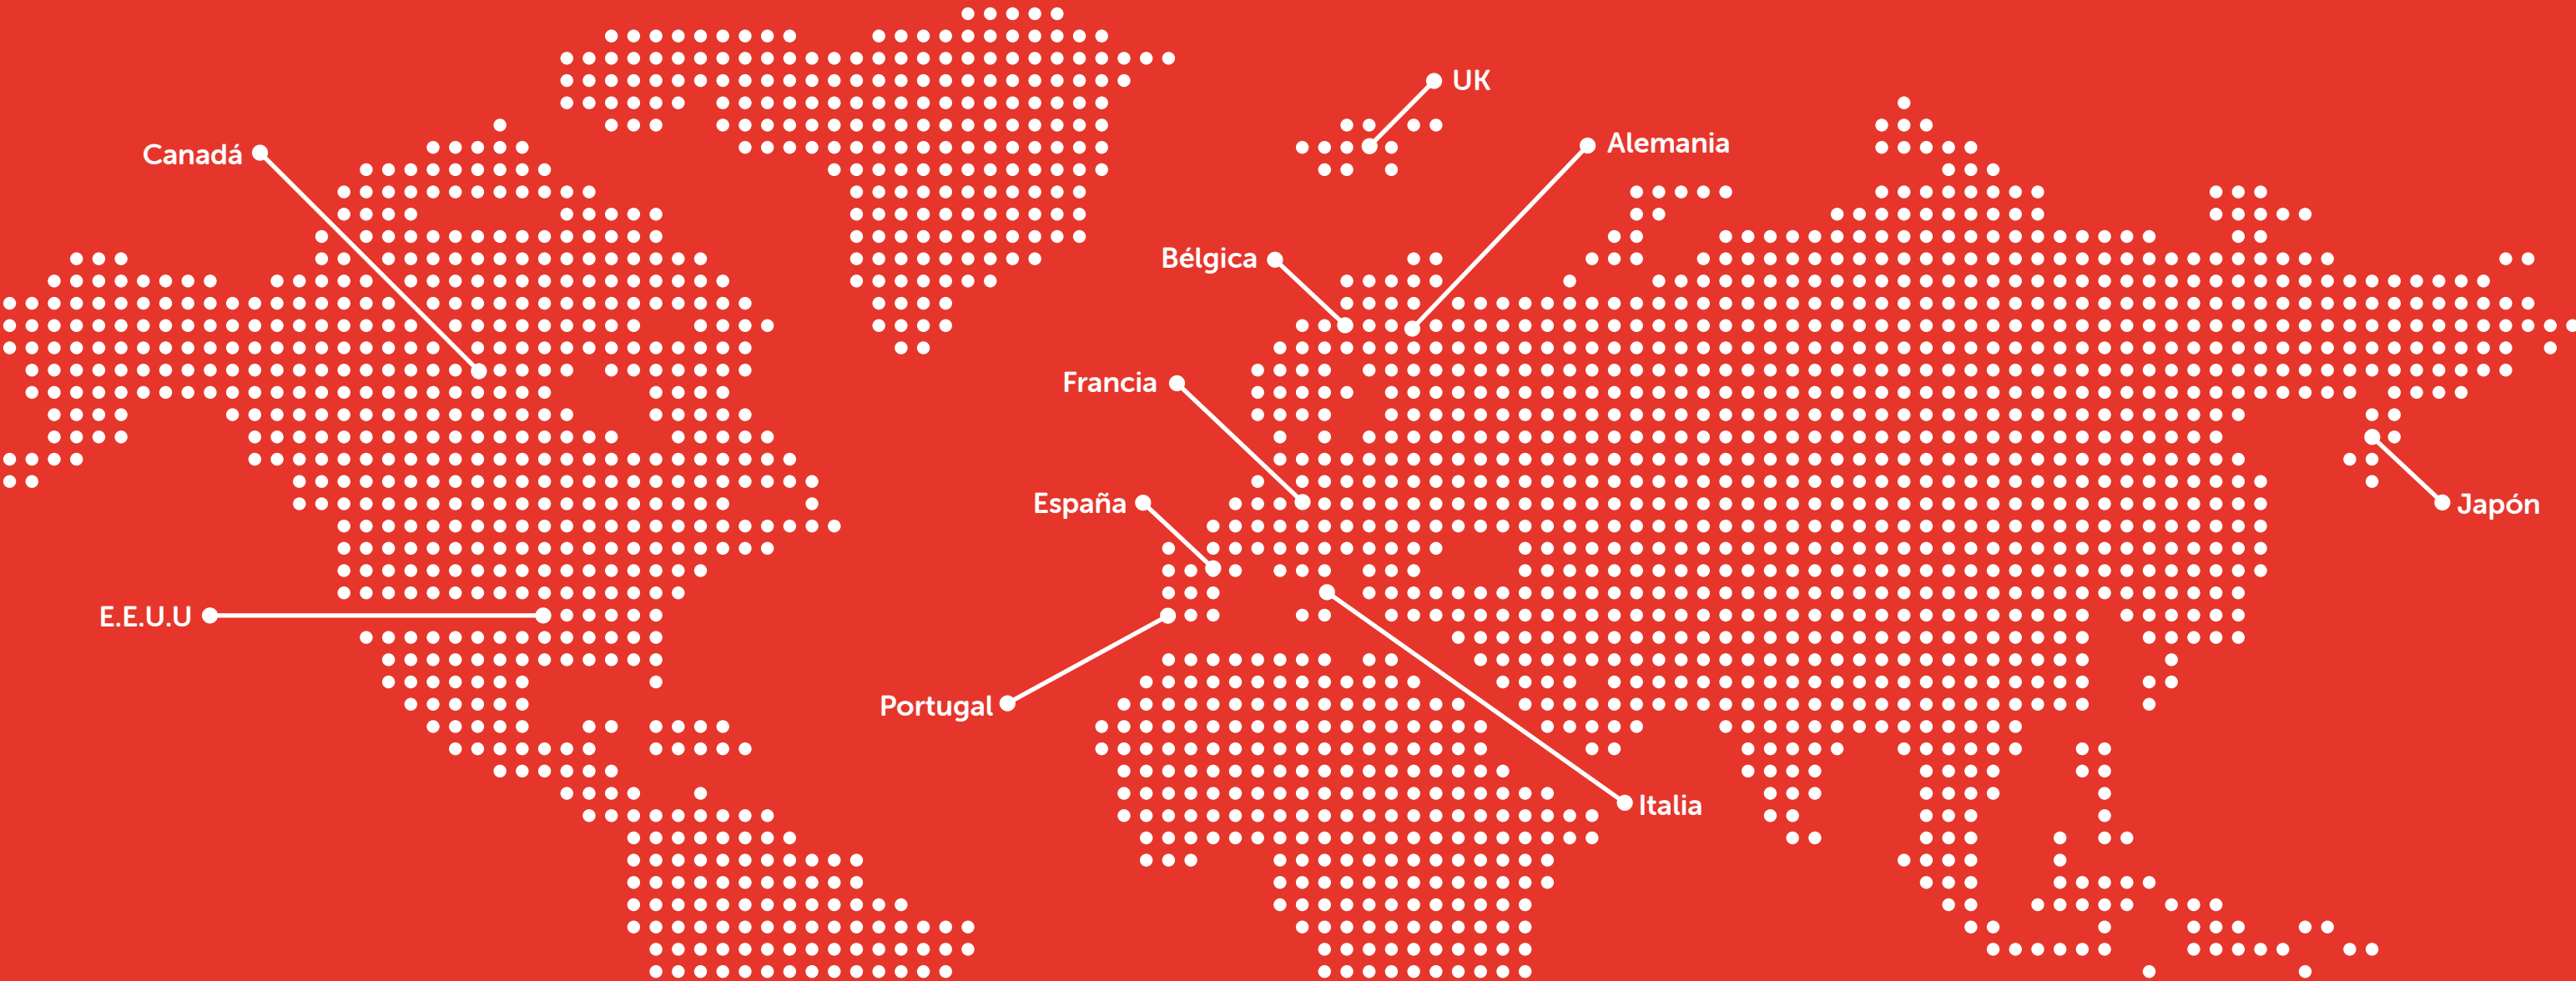 UK
Alemania
Canadá
Bélgica
Francia
España
Japón
E.E.U.U
Portugal
Italia